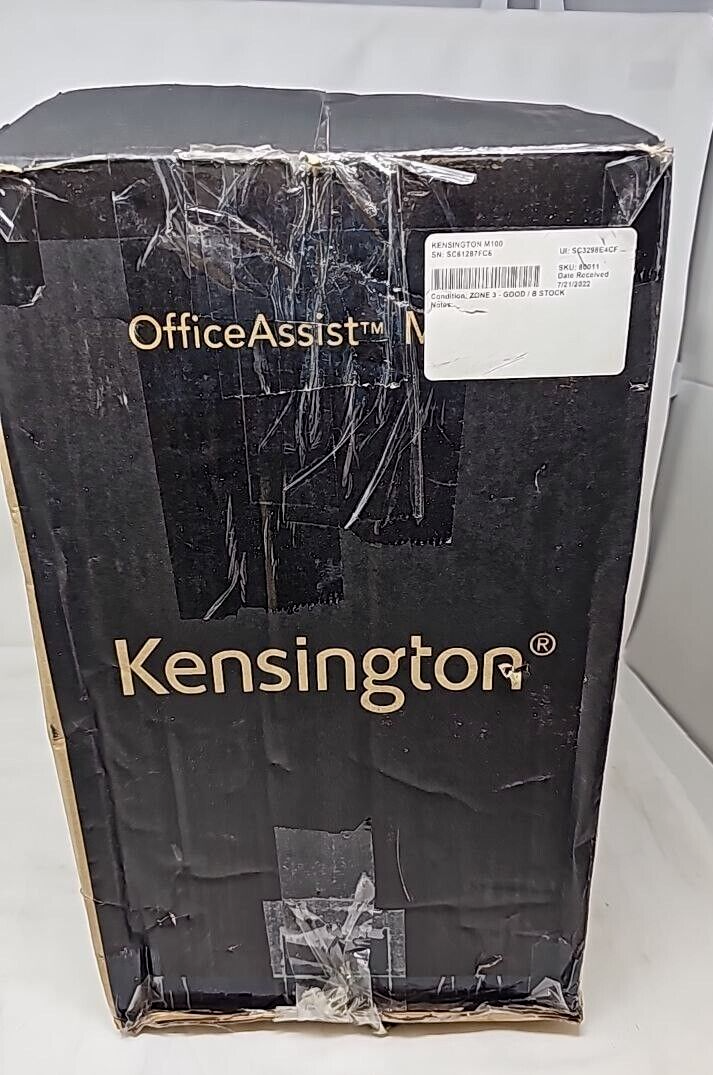 KENSINGTON M100
SN: SC61287FC6
UI: SC3298E4CF
SKU: 80011
Date Received
7/21/2022
Condition: ZONE 3 - GOOD / B STOCK
Notes:
OfficeAssist™ M
Kensington®